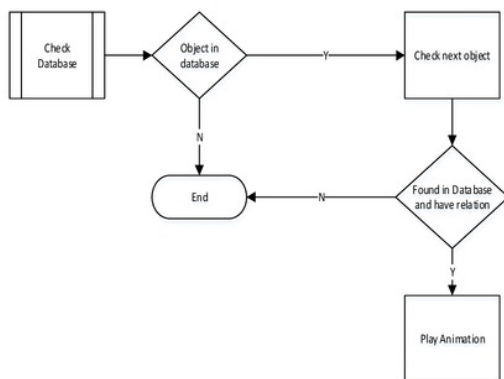 Check
Database
Object in
database
Y
Check next object
N
End
N
Found in Database
and have relation
Y
Play Animation